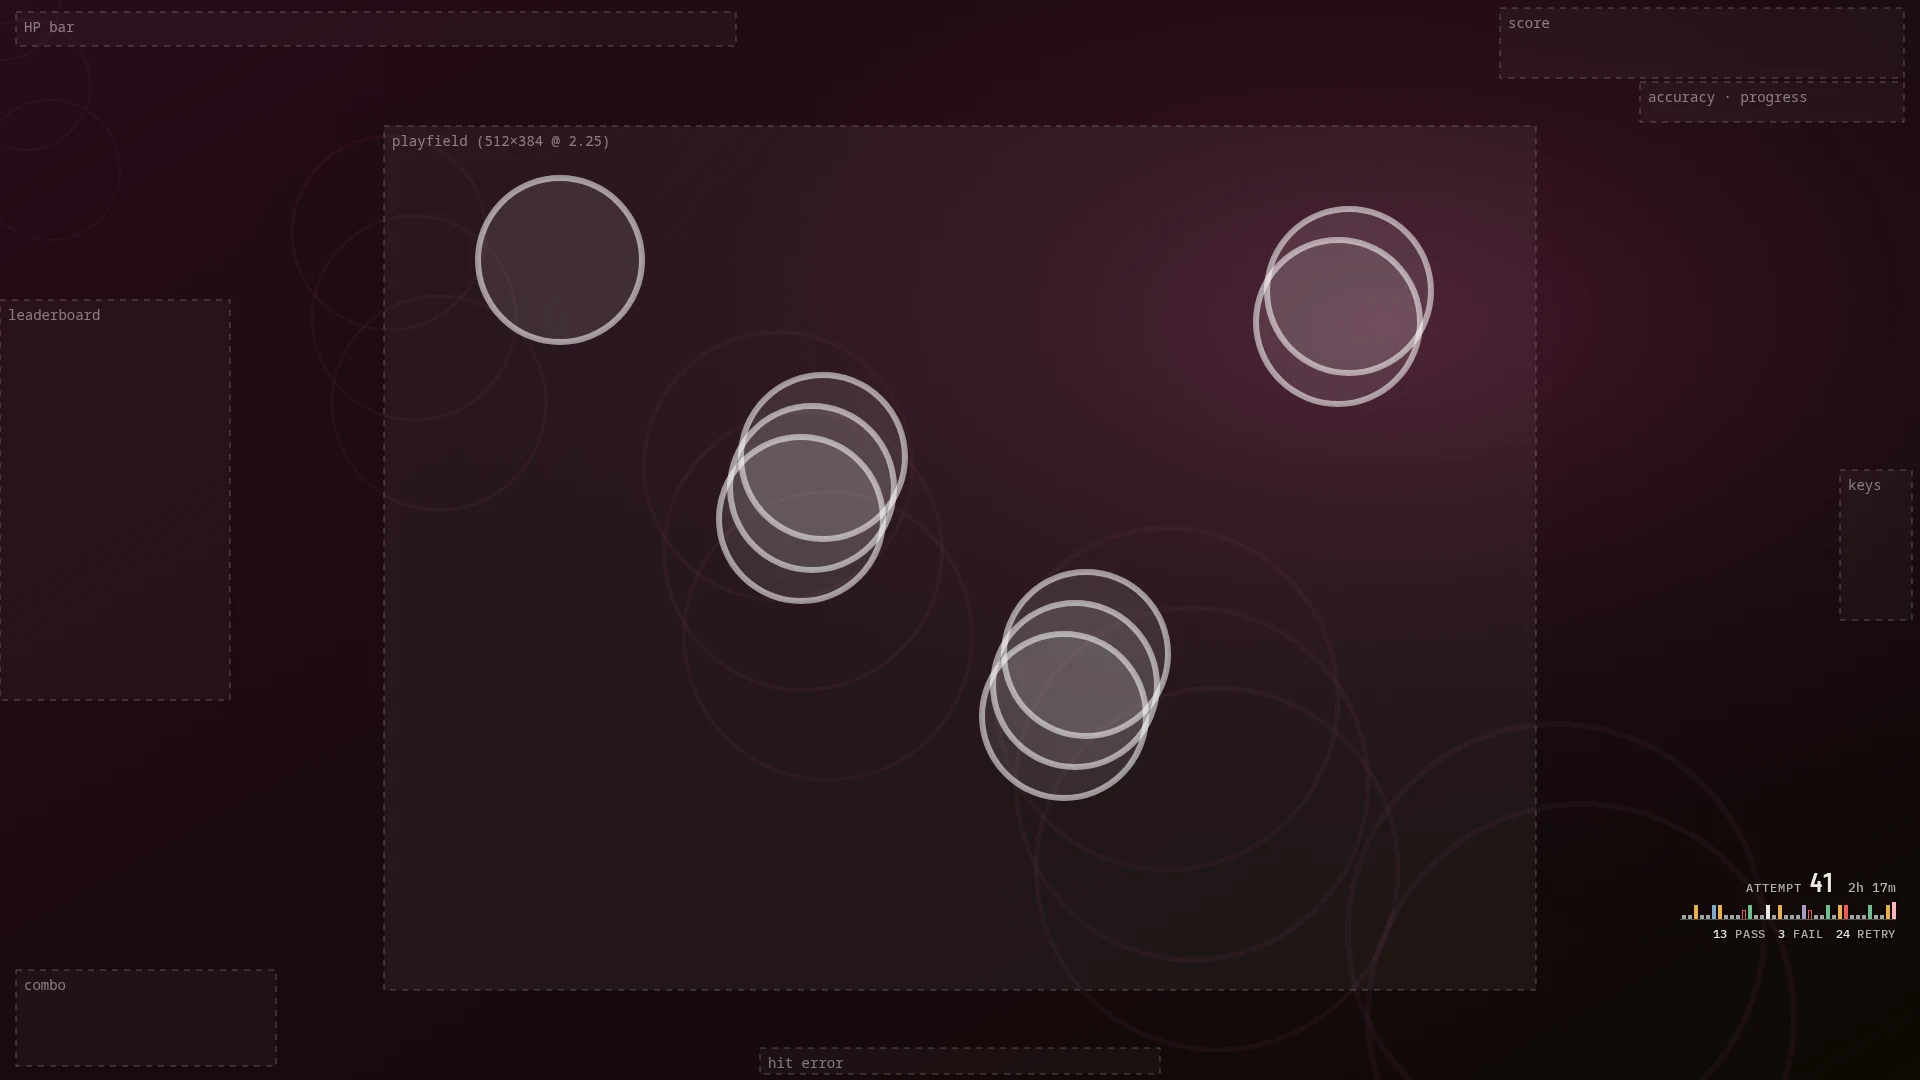 HP bar
score
accuracy · progress
playfield (512×384 @ 2.25)
leaderboard
keys
ATTEMPT 41 2h 17m
13 PASS 3 FAIL 24 RETRY
combo
hit error